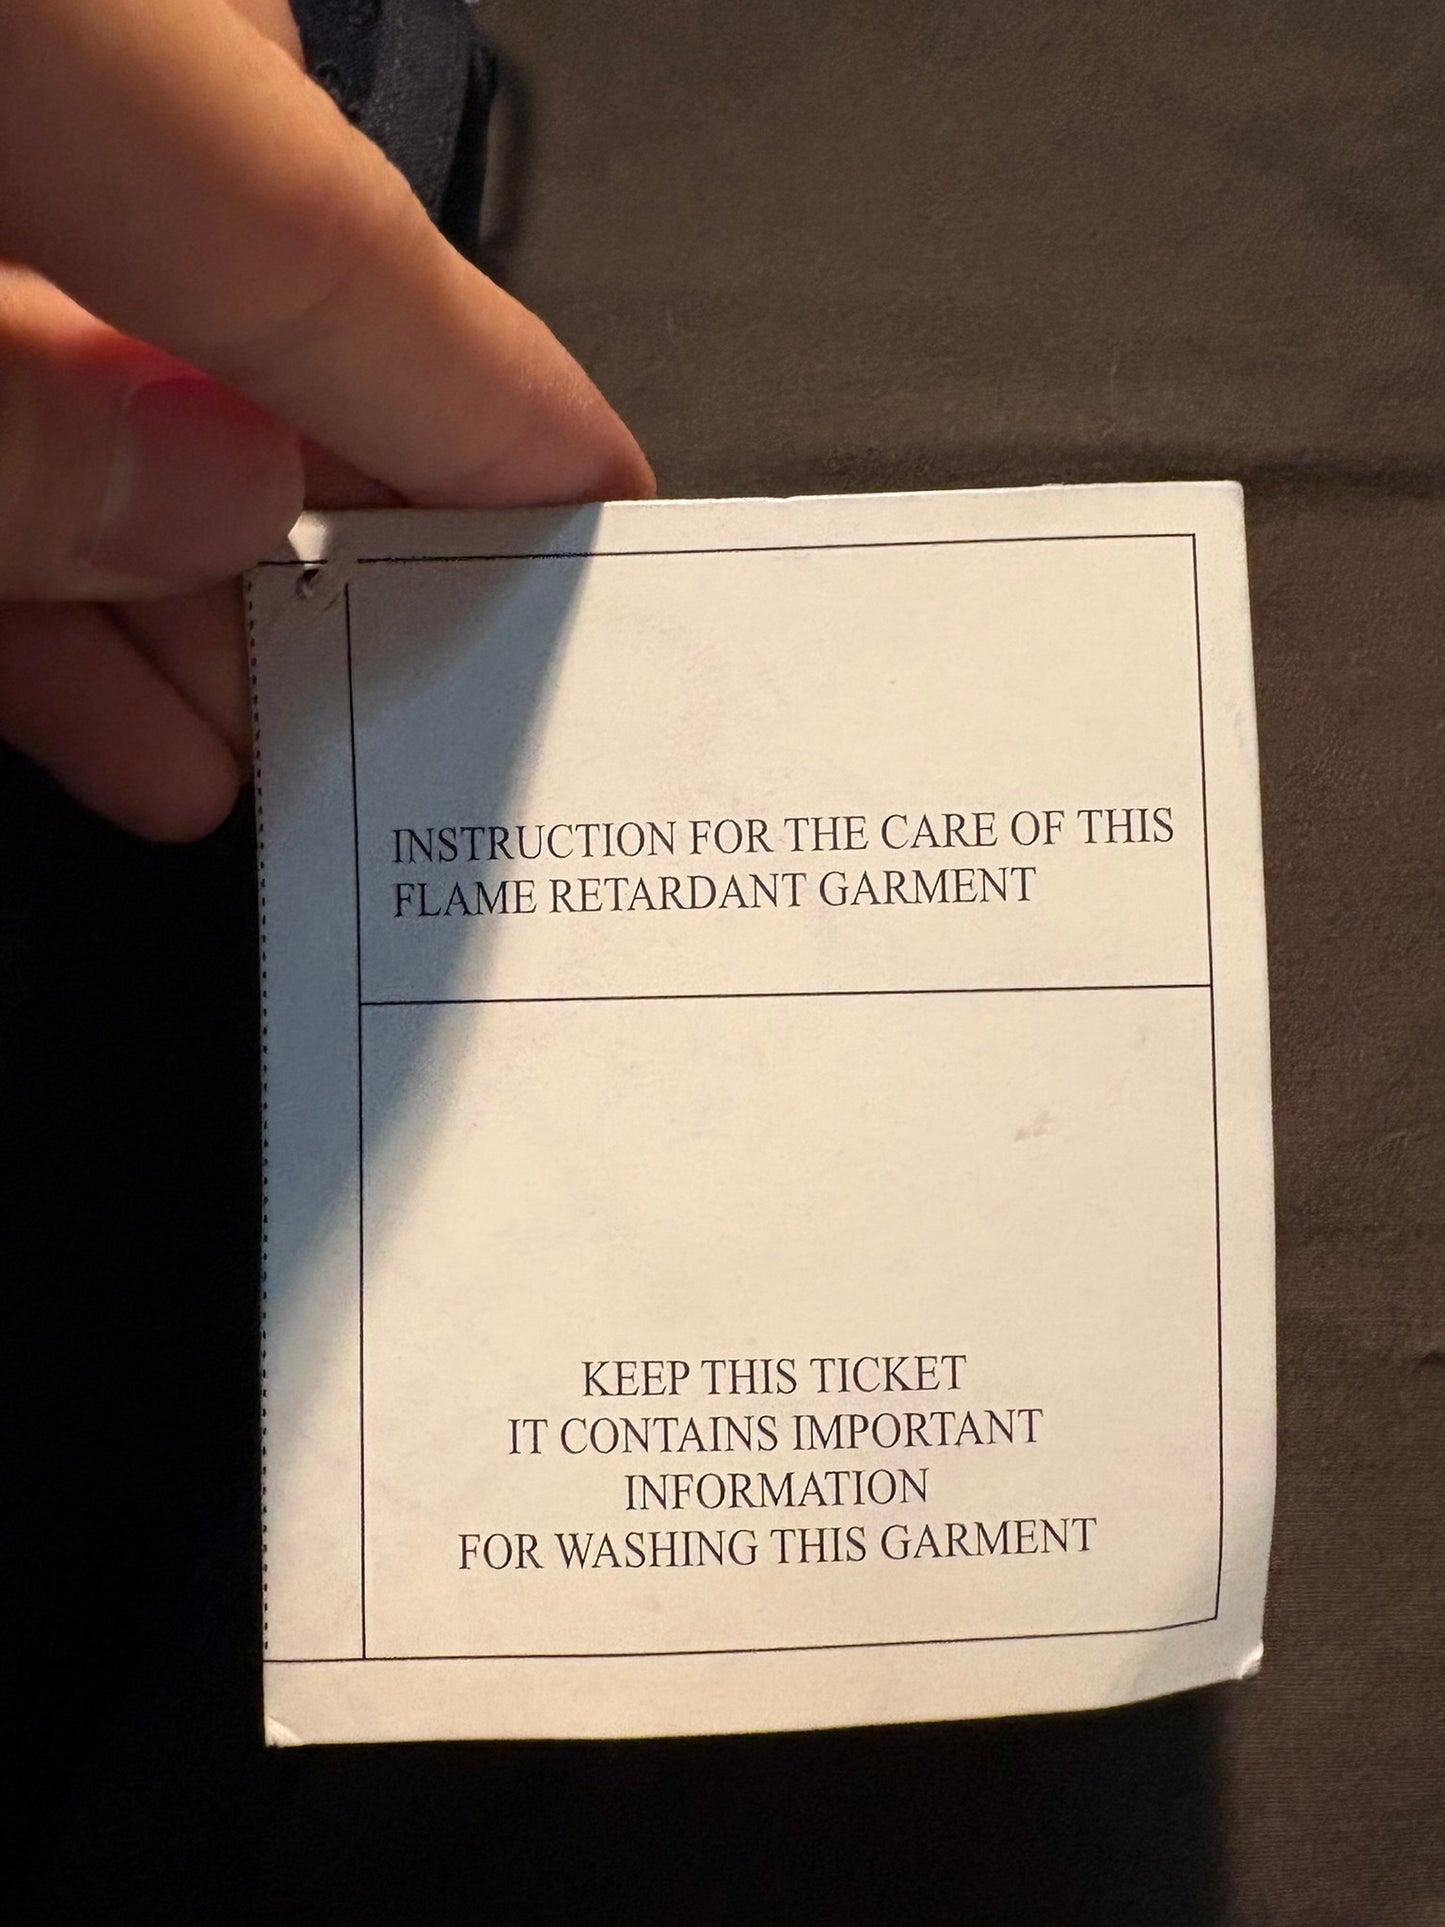 INSTRUCTION FOR THE CARE OF THIS
FLAME RETARDANT GARMENT
KEEP THIS TICKET
IT CONTAINS IMPORTANT
INFORMATION
FOR WASHING THIS GARMENT